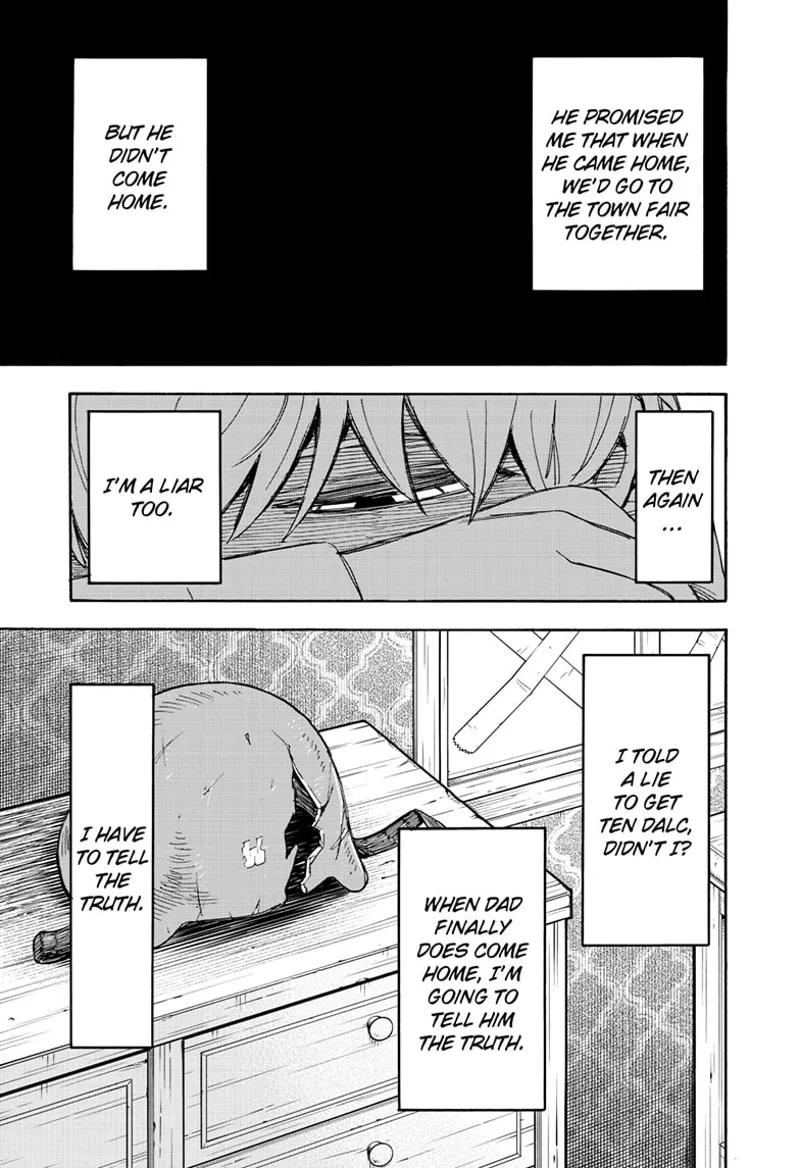 HE PROMISED
ME THAT WHEN
HE CAME HOME,
WE'D GO TO
THE TOWN FAIR
TOGETHER.
BUT HE
DIDN'T
COME
HOME.
THEN
AGAIN
...
I'M A LIAR
TOO.
I TOLD
A LIE
TO GET
TEN DALC,
DIDN'T I?
WHEN DAD
FINALLY
DOES COME
HOME, I'M
GOING TO
TELL HIM
THE TRUTH.
I HAVE
TO TELL
THE
TRUTH.